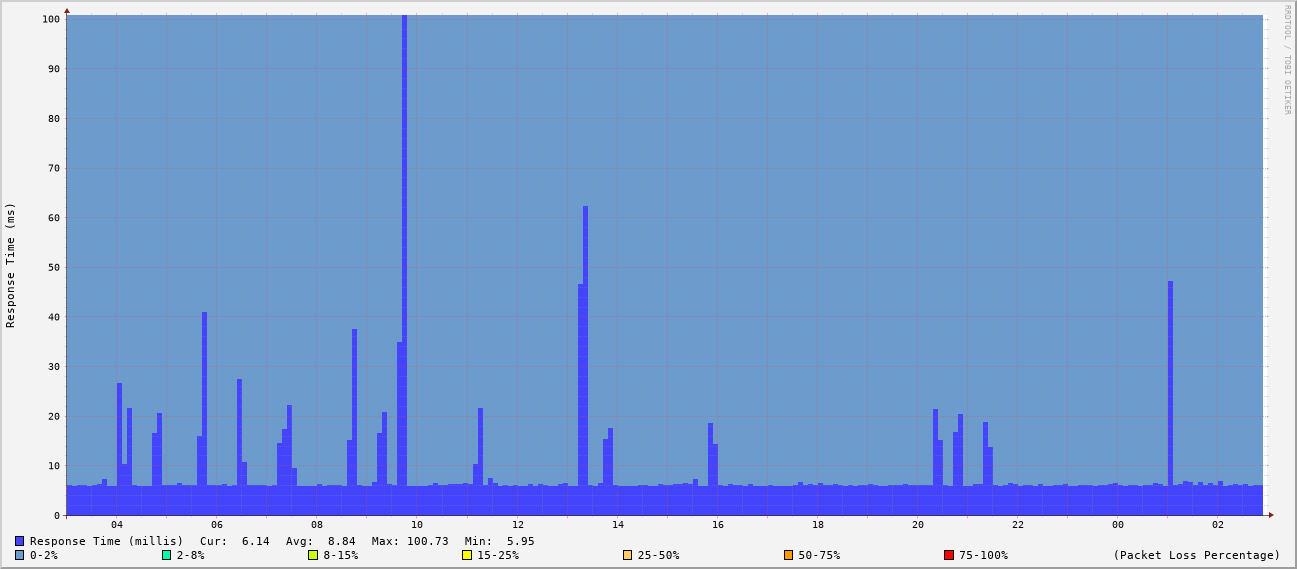 RRDTOOL / TOBI OETIKER
Response Time (ms)
100
90
80
70
60
50
40
30
20
10
0
04 06 08 10 12 14 16 18 20 22 00 02
Response Time (millis) Cur: 6.14 Avg: 8.84 Max: 100.73 Min: 5.95
0-2% 2-8% 8-15% 15-25% 25-50% 50-75% 75-100% (Packet Loss Percentage)